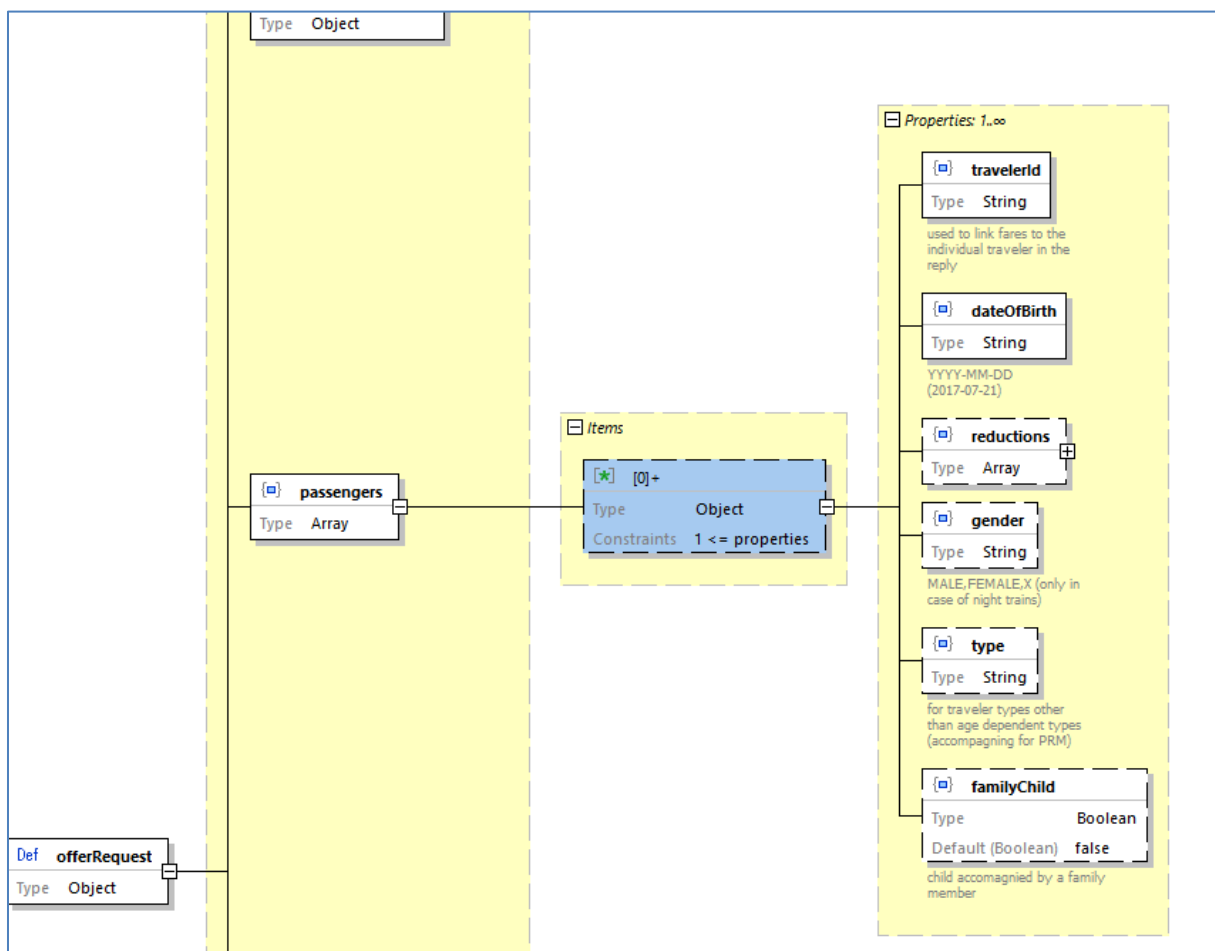 Type Object
Properties: 1..∞
{} travelerId
Type String
used to link fares to the
individual traveler in the
reply
{} dateOfBirth
Type String
YYYY-MM-DD
(2017-07-21)
Items
{} reductions
Type Array
[*] [0]+
{} passengers
Type Object
Type Array
Constraints 1 <= properties
{} gender
Type String
MALE,FEMALE,X (only in
case of night trains)
{} type
Type String
for traveler types other
than age dependent types
(accompagning for PRM)
{} familyChild
Type Boolean
Default (Boolean) false
child accomagnied by a family
member
Def offerRequest
Type Object